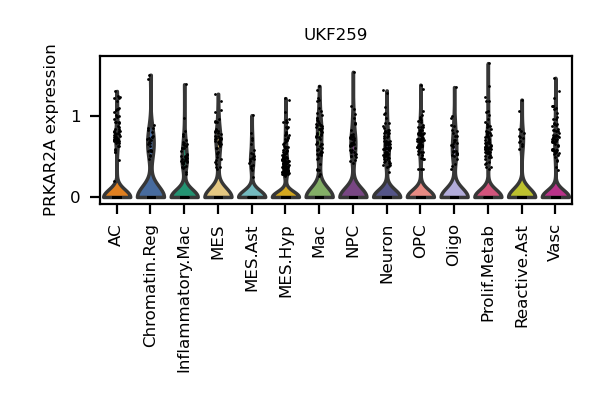 UKF259
PRKAR2A expression
1
0
AC
Chromatin.Reg
Inflammatory.Mac
MES
MES.Ast
MES.Hyp
Mac
NPC
Neuron
OPC
Oligo
Prolif.Metab
Reactive.Ast
Vasc